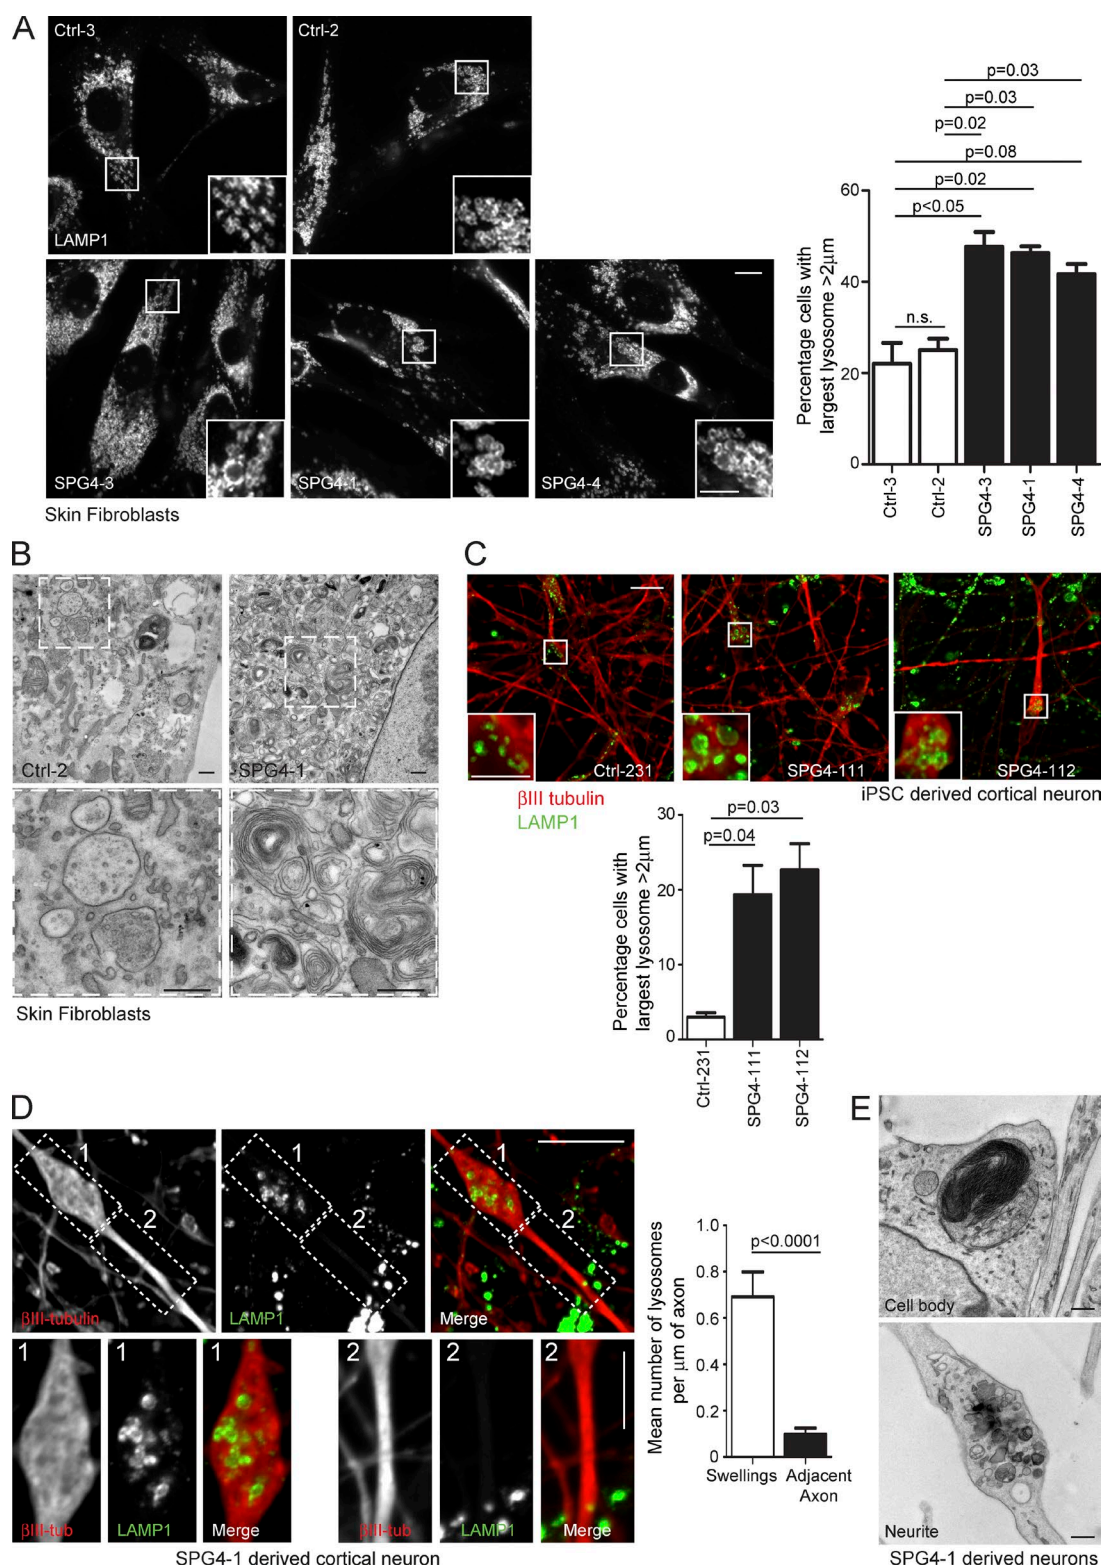 A
Ctrl-3
Ctrl-2
LAMP1
SPG4-3
SPG4-1
SPG4-4
Skin Fibroblasts
p=0.03
p=0.03
p=0.02
p=0.08
p=0.02
p<0.05
n.s.
60
40
20
0
Percentage cells with
largest lysosome >2μm
Ctrl-3
Ctrl-2
SPG4-3
SPG4-1
SPG4-4
B
Ctrl-2
SPG4-1
Skin Fibroblasts
C
Ctrl-231
SPG4-111
SPG4-112
βIII tubulin
LAMP1
iPSC derived cortical neuron
p=0.03
p=0.04
30
20
10
0
Percentage cells with
largest lysosome >2μm
Ctrl-231
SPG4-111
SPG4-112
D
1
2
βIII-tubulin
1
2
LAMP1
1
2
Merge
1
βIII-tub
1
LAMP1
1
Merge
2
βIII-tub
2
LAMP1
2
Merge
SPG4-1 derived cortical neuron
p<0.0001
1.0
0.8
0.6
0.4
0.2
0
Mean number of lysosomes
per μm of axon
Swellings
Adjacent
Axon
E
Cell body
Neurite
SPG4-1 derived neurons